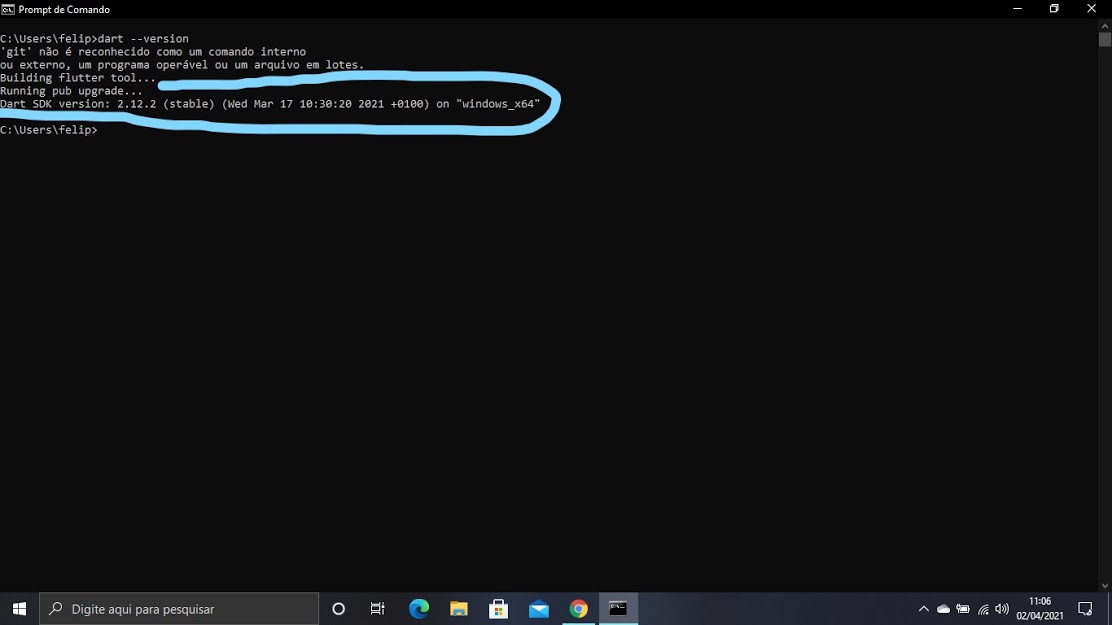 Prompt de Comando
C:\Users\felip>dart --version
'git' não é reconhecido como um comando interno
ou externo, um programa operável ou um arquivo em lotes.
Building flutter tool...
Running pub upgrade...
Dart SDK version: 2.12.2 (stable) (Wed Mar 17 10:30:20 2021 +0100) on "windows_x64"
C:\Users\felip>
Digite aqui para pesquisar
11:06
02/04/2021